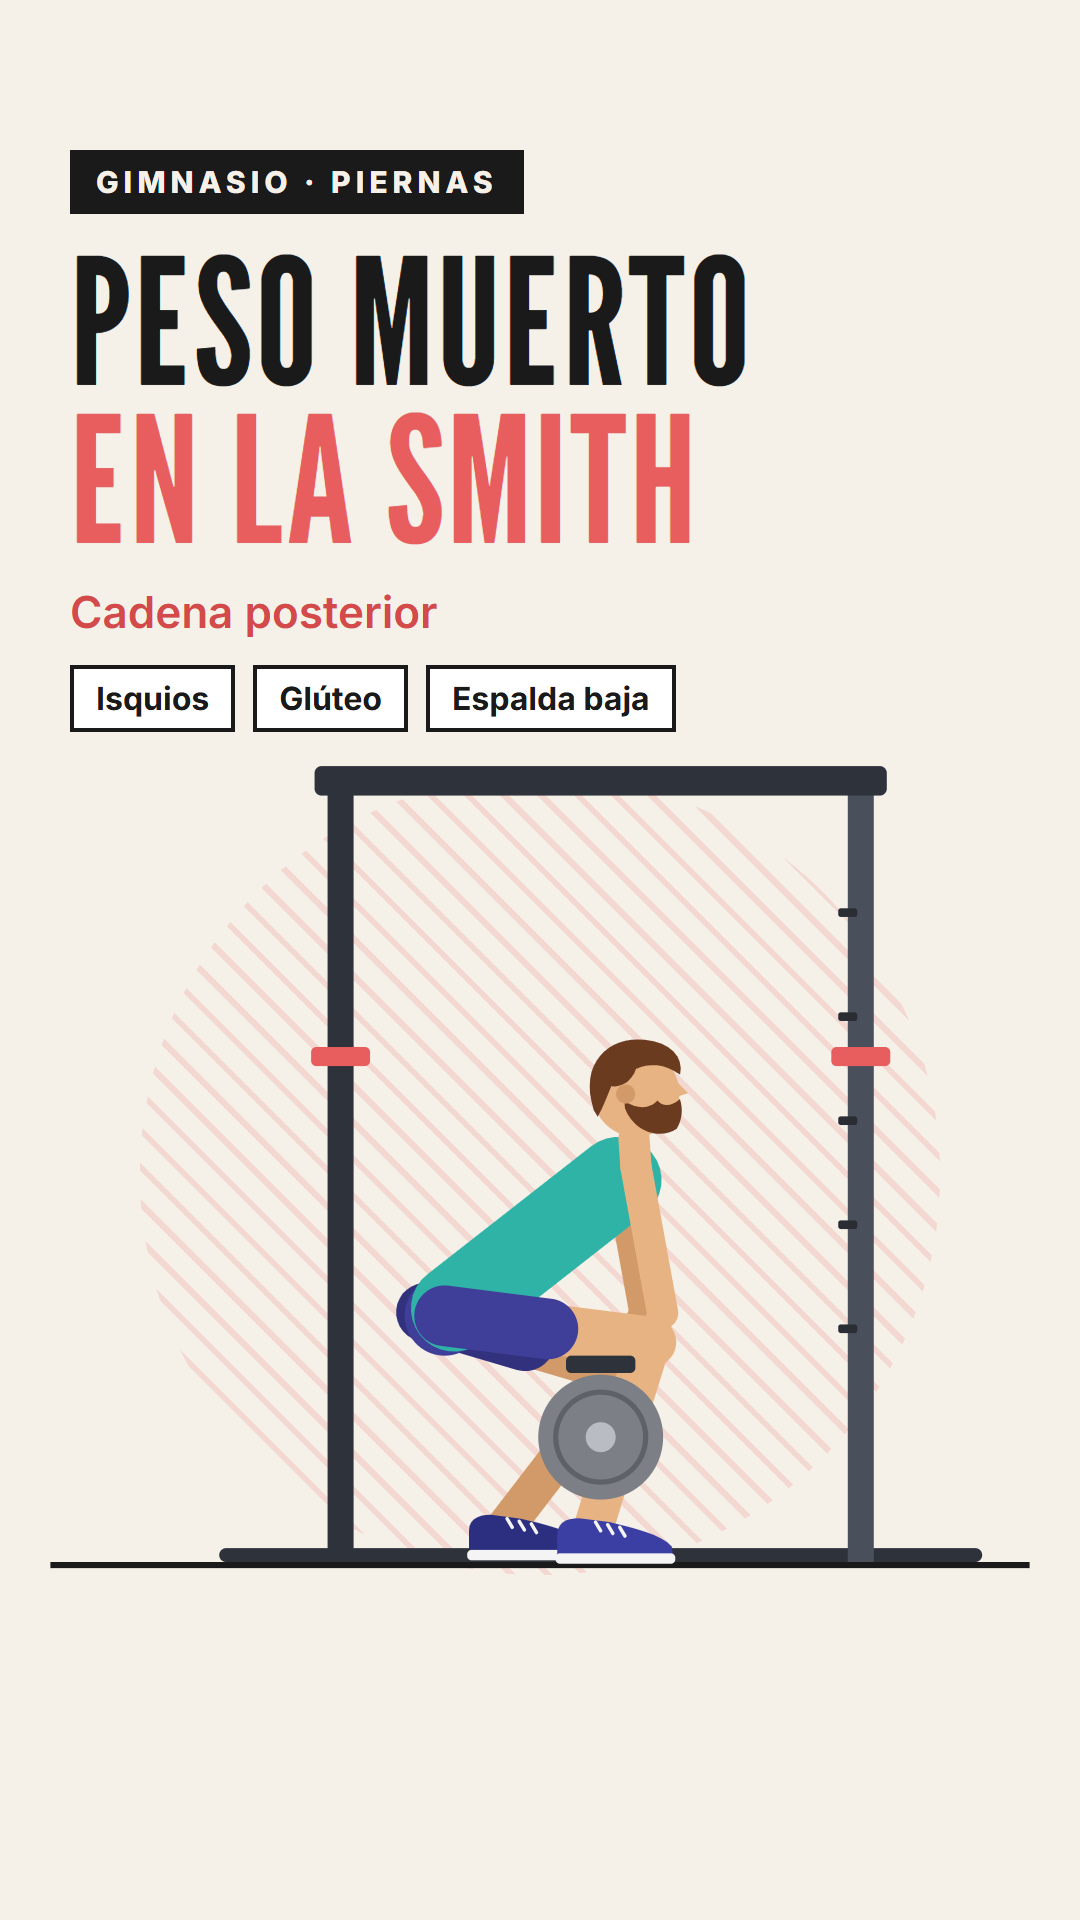 GIMNASIO · PIERNAS
PESO MUERTO
EN LA SMITH
Cadena posterior
Isquios Glúteo Espalda baja